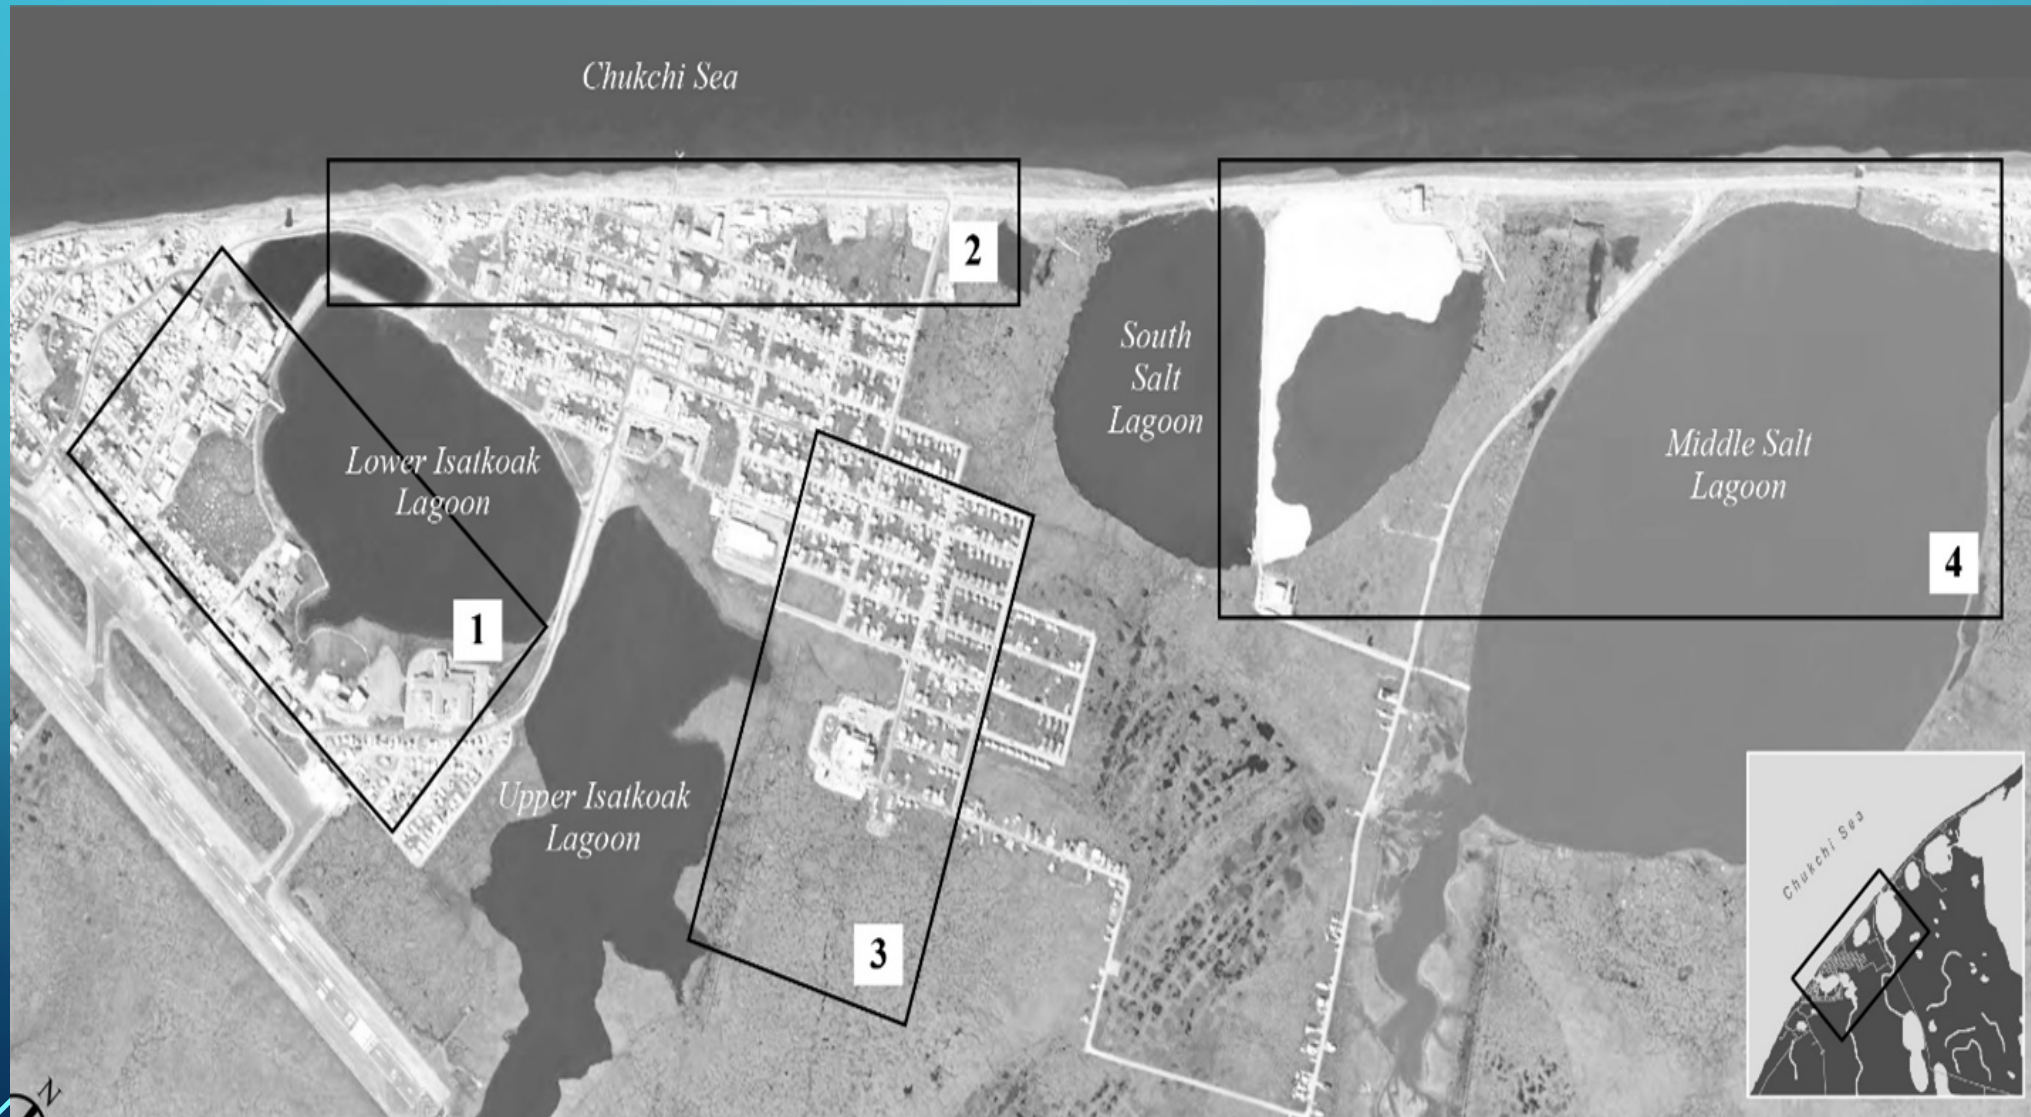 Chukchi Sea
2
South
Salt
Lagoon
Middle Salt
Lagoon
Lower Isatkoak
Lagoon
4
1
Upper Isatkoak
Lagoon
3
Chukchi Sea
N